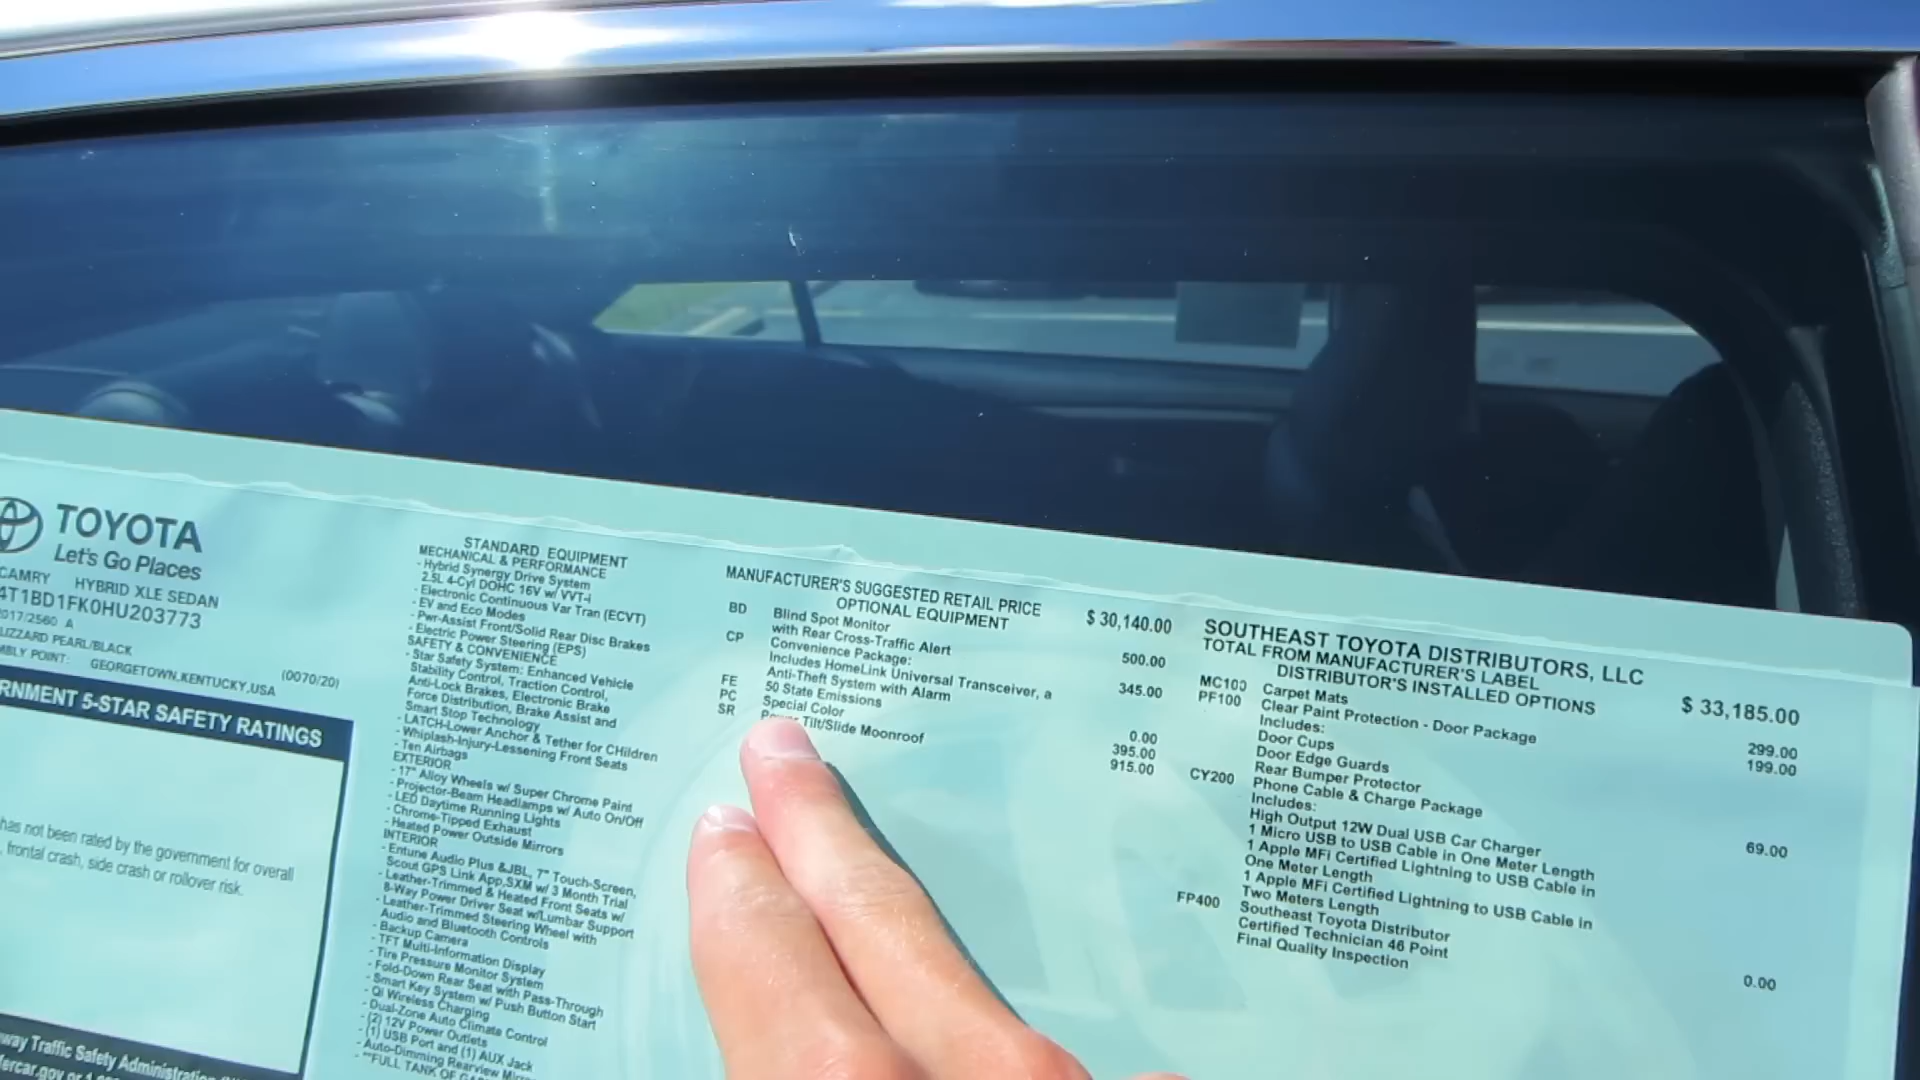 TOYOTA
Let's Go Places
CAMRY HYBRID XLE SEDAN
4T1BD1FK0HU203773
2017/2560 A
BLIZZARD PEARL/BLACK
POINT: GEORGETOWN,KENTUCKY,USA (0070/20)
5-STAR SAFETY RATINGS
has not been rated by the government for overall
frontal crash, side crash or rollover risk.
Traffic Safety Administration
STANDARD EQUIPMENT
MECHANICAL & PERFORMANCE
- Hybrid Synergy Drive System
2.5L 4-Cyl DOHC 16V w/ VVT-i
- Electronic Continuous Var Tran (ECVT)
- EV and Eco Modes
- Pwr-Assist Front/Solid Rear Disc Brakes
- Electric Power Steering (EPS)
SAFETY & CONVENIENCE
- Star Safety System: Enhanced Vehicle
Stability Control, Traction Control,
Anti-Lock Brakes, Electronic Brake
Force Distribution, Brake Assist and
Smart Stop Technology
- LATCH-Lower Anchor & Tether for CHildren
- Whiplash-Injury-Lessening Front Seats
- Ten Airbags
EXTERIOR
- 17" Alloy Wheels w/ Super Chrome Paint
- Projector-Beam Headlamps w/ Auto On/Off
- LED Daytime Running Lights
- Chrome-Tipped Exhaust
- Heated Power Outside Mirrors
INTERIOR
- Entune Audio Plus &JBL, 7" Touch-Screen,
Scout GPS Link App,SXM w/ 3 Month Trial
- Leather-Trimmed & Heated Front Seats w/
8-Way Power Driver Seat w/Lumbar Support
- Leather-Trimmed Steering Wheel with
Audio and Bluetooth Controls
- Backup Camera
- TFT Multi-Information Display
- Tire Pressure Monitor System
- Fold-Down Rear Seat with Pass-Through
- Smart Key System w/ Push Button Start
- Qi Wireless Charging
- Dual-Zone Auto Climate Control
- (2) 12V Power Outlets
- (1) USB Port and (1) AUX Jack
- Auto-Dimming Rearview
- **FULL TANK OF
MANUFACTURER'S SUGGESTED RETAIL PRICE $ 30,140.00
OPTIONAL EQUIPMENT
BD Blind Spot Monitor
with Rear Cross-Traffic Alert 500.00
CP Convenience Package: 345.00
Includes HomeLink Universal Transceiver, a
Anti-Theft System with Alarm
FE 50 State Emissions 0.00
PC Special Color 395.00
SR Power Tilt/Slide Moonroof 915.00
SOUTHEAST TOYOTA DISTRIBUTORS, LLC
TOTAL FROM MANUFACTURER'S LABEL $ 33,185.00
DISTRIBUTOR'S INSTALLED OPTIONS
MC100 Carpet Mats 299.00
PF100 Clear Paint Protection - Door Package 199.00
Includes:
Door Cups
Door Edge Guards
Rear Bumper Protector
CY200 Phone Cable & Charge Package 69.00
Includes:
High Output 12W Dual USB Car Charger
1 Micro USB to USB Cable in One Meter Length
1 Apple MFi Certified Lightning to USB Cable in
One Meter Length
1 Apple MFi Certified Lightning to USB Cable in
Two Meters Length
FP400 Southeast Toyota Distributor 0.00
Certified Technician 46 Point
Final Quality Inspection